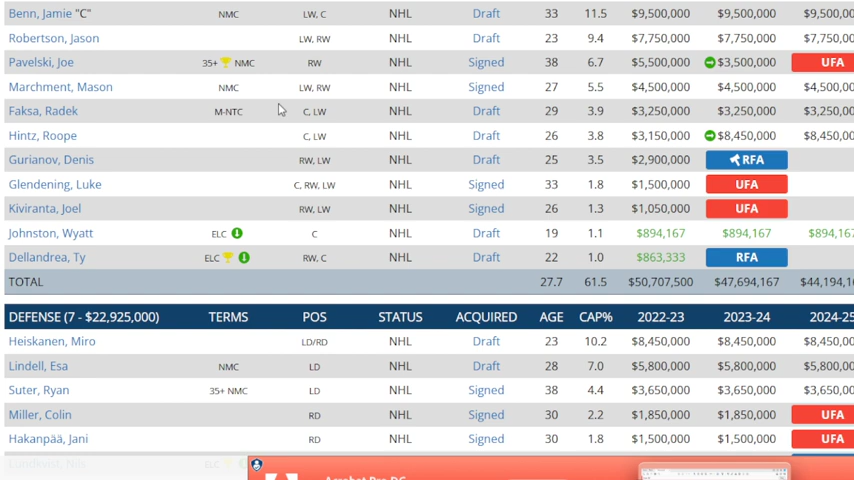 Benn, Jamie "C" NMC LW, C NHL Draft 33 11.5 $9,500,000 $9,500,000 $9,500,00
Robertson, Jason LW, RW NHL Draft 23 9.4 $7,750,000 $7,750,000 $7,750,00
Pavelski, Joe 35+ NMC RW NHL Signed 38 6.7 $5,500,000 $3,500,000 UFA
Marchment, Mason NMC LW, RW NHL Signed 27 5.5 $4,500,000 $4,500,000 $4,500,00
Faksa, Radek M-NTC C, LW NHL Draft 29 3.9 $3,250,000 $3,250,000 $3,250,00
Hintz, Roope C, LW NHL Draft 26 3.8 $3,150,000 $8,450,000 $8,450,00
Gurianov, Denis RW, LW NHL Draft 25 3.5 $2,900,000 RFA
Glendening, Luke C, RW, LW NHL Signed 33 1.8 $1,500,000 UFA
Kiviranta, Joel RW, LW NHL Signed 26 1.3 $1,050,000 UFA
Johnston, Wyatt ELC C NHL Draft 19 1.1 $894,167 $894,167 $894,167
Dellandrea, Ty ELC RW, C NHL Draft 22 1.0 $863,333 RFA
TOTAL 27.7 61.5 $50,707,500 $47,694,167 $44,194,16
DEFENSE (7 - $22,925,000) TERMS POS STATUS ACQUIRED AGE CAP% 2022-23 2023-24 2024-25
Heiskanen, Miro LD/RD NHL Draft 23 10.2 $8,450,000 $8,450,000 $8,450,00
Lindell, Esa NMC LD NHL Draft 28 7.0 $5,800,000 $5,800,000 $5,800,00
Suter, Ryan 35+ NMC LD NHL Signed 38 4.4 $3,650,000 $3,650,000 $3,650,00
Miller, Colin RD NHL Signed 30 2.2 $1,850,000 $1,850,000 UFA
Hakanpää, Jani RD NHL Signed 30 1.8 $1,500,000 $1,500,000 UFA
ELC
Acrobat Pro DC